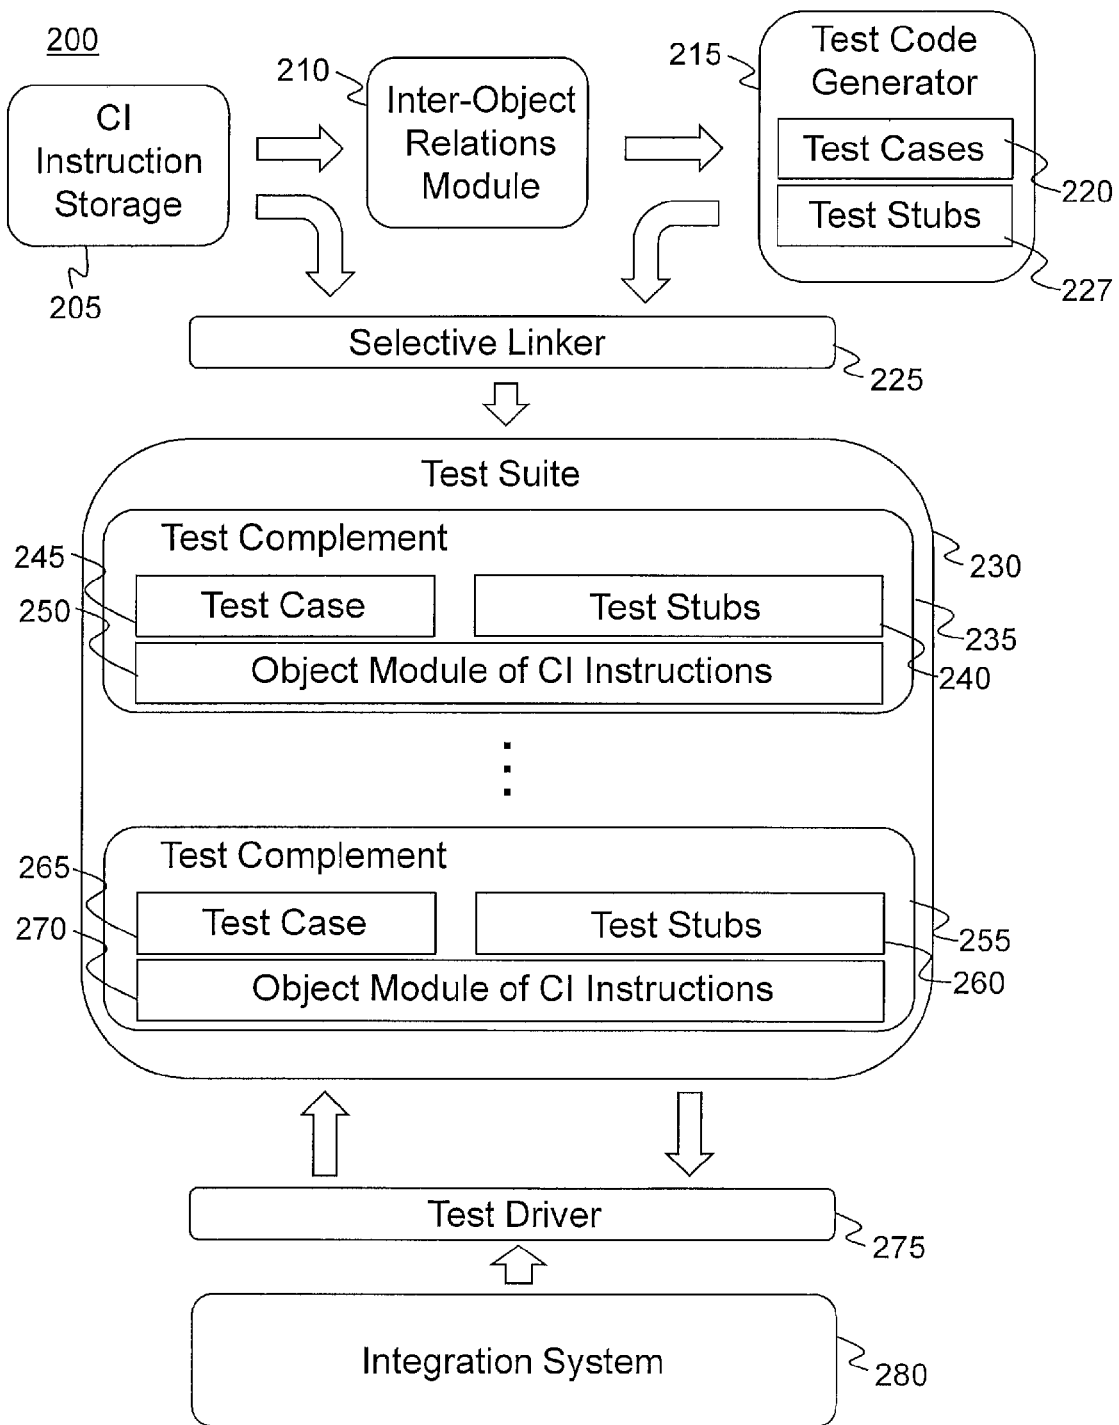 200
CI
Instruction
Storage
205
210
Inter-Object
Relations
Module
215
Test Code
Generator
Test Cases
220
Test Stubs
227
Selective Linker
225
Test Suite
230
Test Complement
235
245
Test Case
Test Stubs
240
250
Object Module of CI Instructions
Test Complement
255
265
Test Case
Test Stubs
260
270
Object Module of CI Instructions
Test Driver
275
Integration System
280